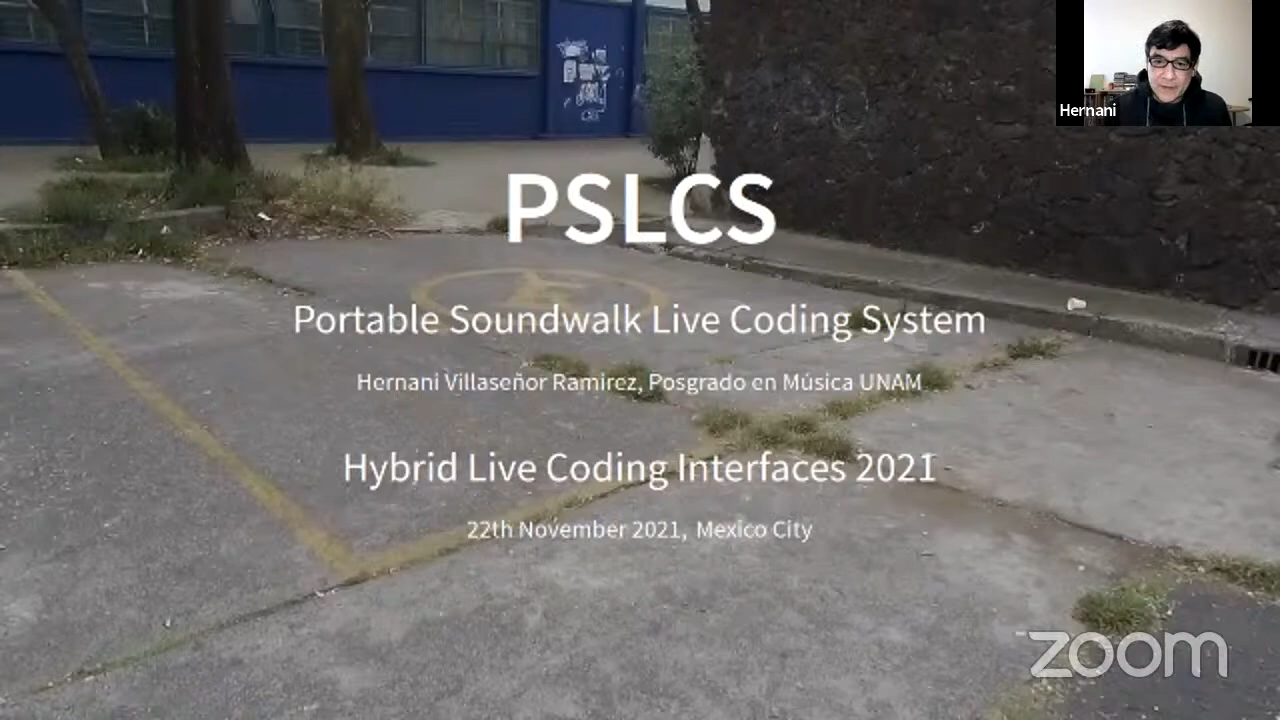 Hernani
PSLCS
Portable Soundwalk Live Coding System
Hernani Villaseñor Ramírez, Posgrado en Música UNAM
Hybrid Live Coding Interfaces 2021
22th November 2021, Mexico City
zoom